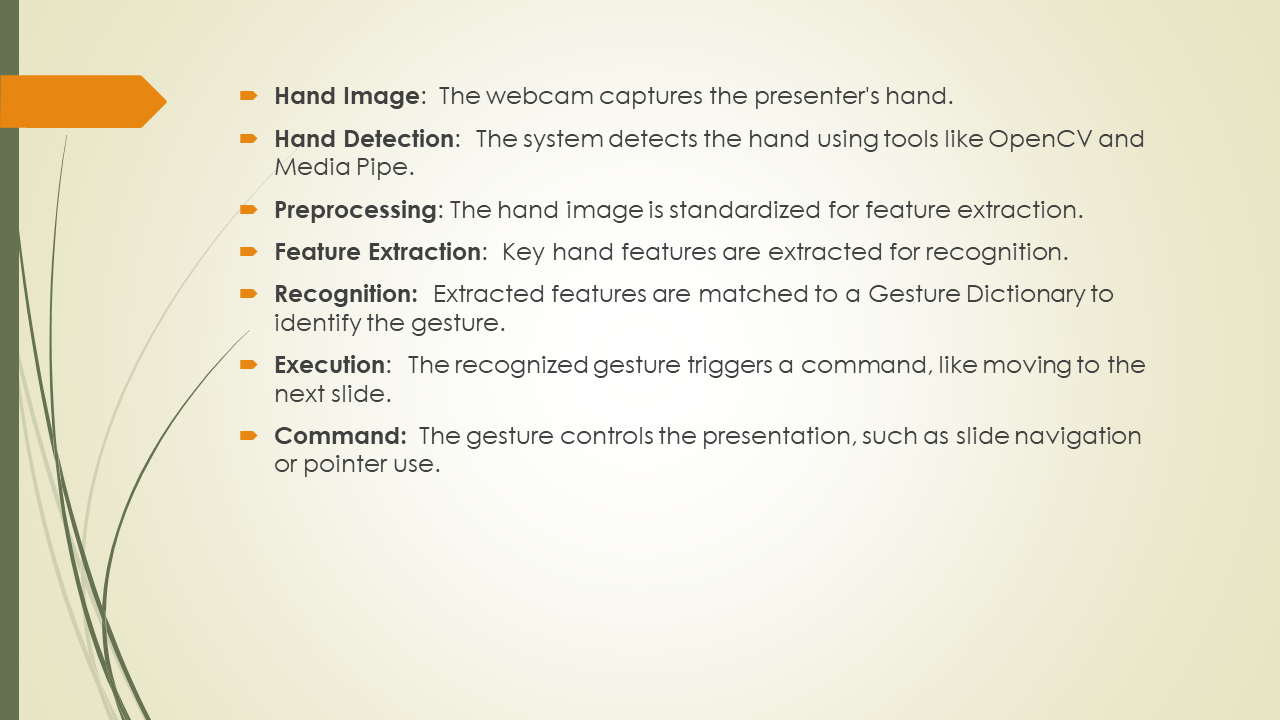 Hand Image:  The webcam captures the presenter's hand.
Hand Detection:  The system detects the hand using tools like OpenCV and
Media Pipe.
Preprocessing: The hand image is standardized for feature extraction.
Feature Extraction:  Key hand features are extracted for recognition.
Recognition:  Extracted features are matched to a Gesture Dictionary to
identify the gesture.
Execution:  The recognized gesture triggers a command, like moving to the
next slide.
Command:  The gesture controls the presentation, such as slide navigation
or pointer use.